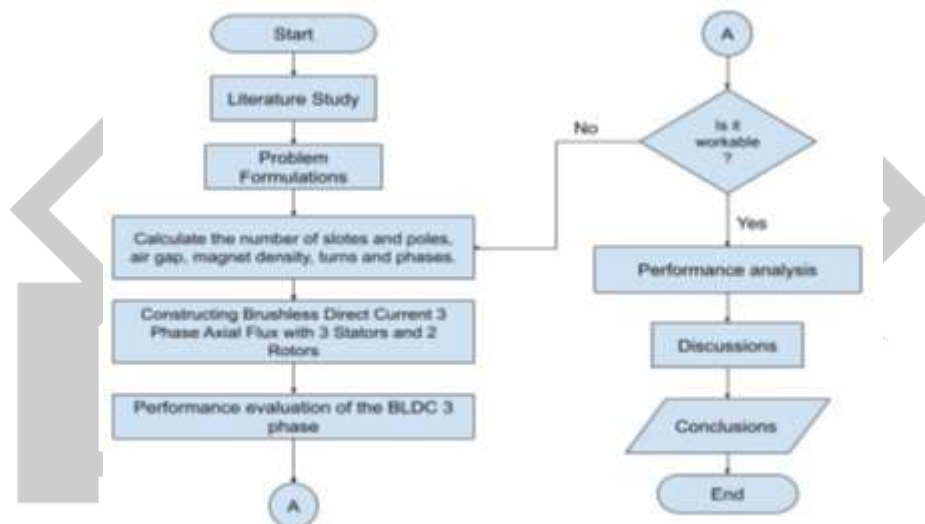 Start
Literature Study
Problem
Formulations
Calculate the number of slotes and poles,
air gap, magnet density, turns and phases.
Constructing Brushless Direct Current 3
Phase Axial Flux with 3 Stators and 2
Rotors
Performance evaluation of the BLDC 3
phase
A
A
Is it
workable
?
No
Yes
Performance analysis
Discussions
Conclusions
End